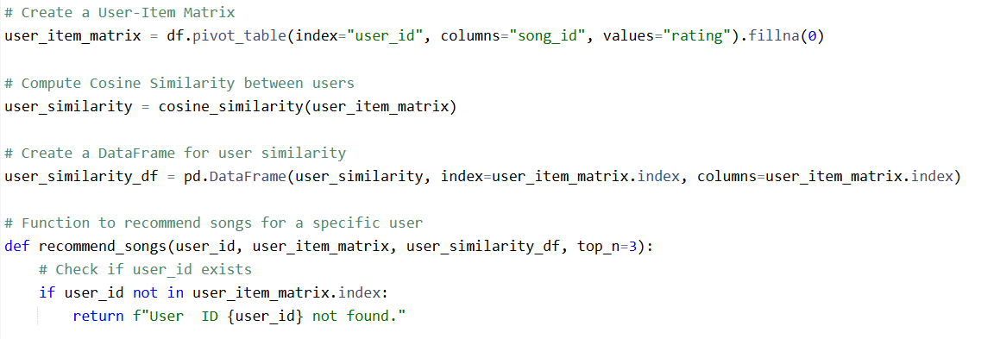 # Create a User-Item Matrix
user_item_matrix = df.pivot_table(index="user_id", columns="song_id", values="rating").fillna(0)
# Compute Cosine Similarity between users
user_similarity = cosine_similarity(user_item_matrix)
# Create a DataFrame for user similarity
user_similarity_df = pd.DataFrame(user_similarity, index=user_item_matrix.index, columns=user_item_matrix.index)
# Function to recommend songs for a specific user
def recommend_songs(user_id, user_item_matrix, user_similarity_df, top_n=3):
    # Check if user_id exists
    if user_id not in user_item_matrix.index:
        return f"User  ID {user_id} not found."